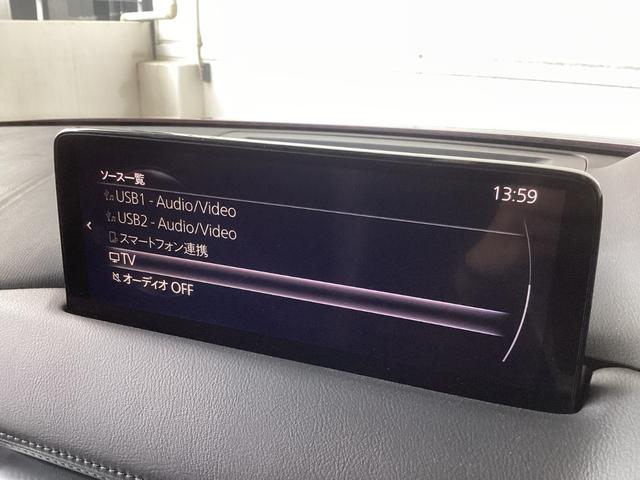 ソース一覧
13:59
USB1 - Audio/Video
USB2 - Audio/Video
スマートフォン連携
TV
オーディオ OFF